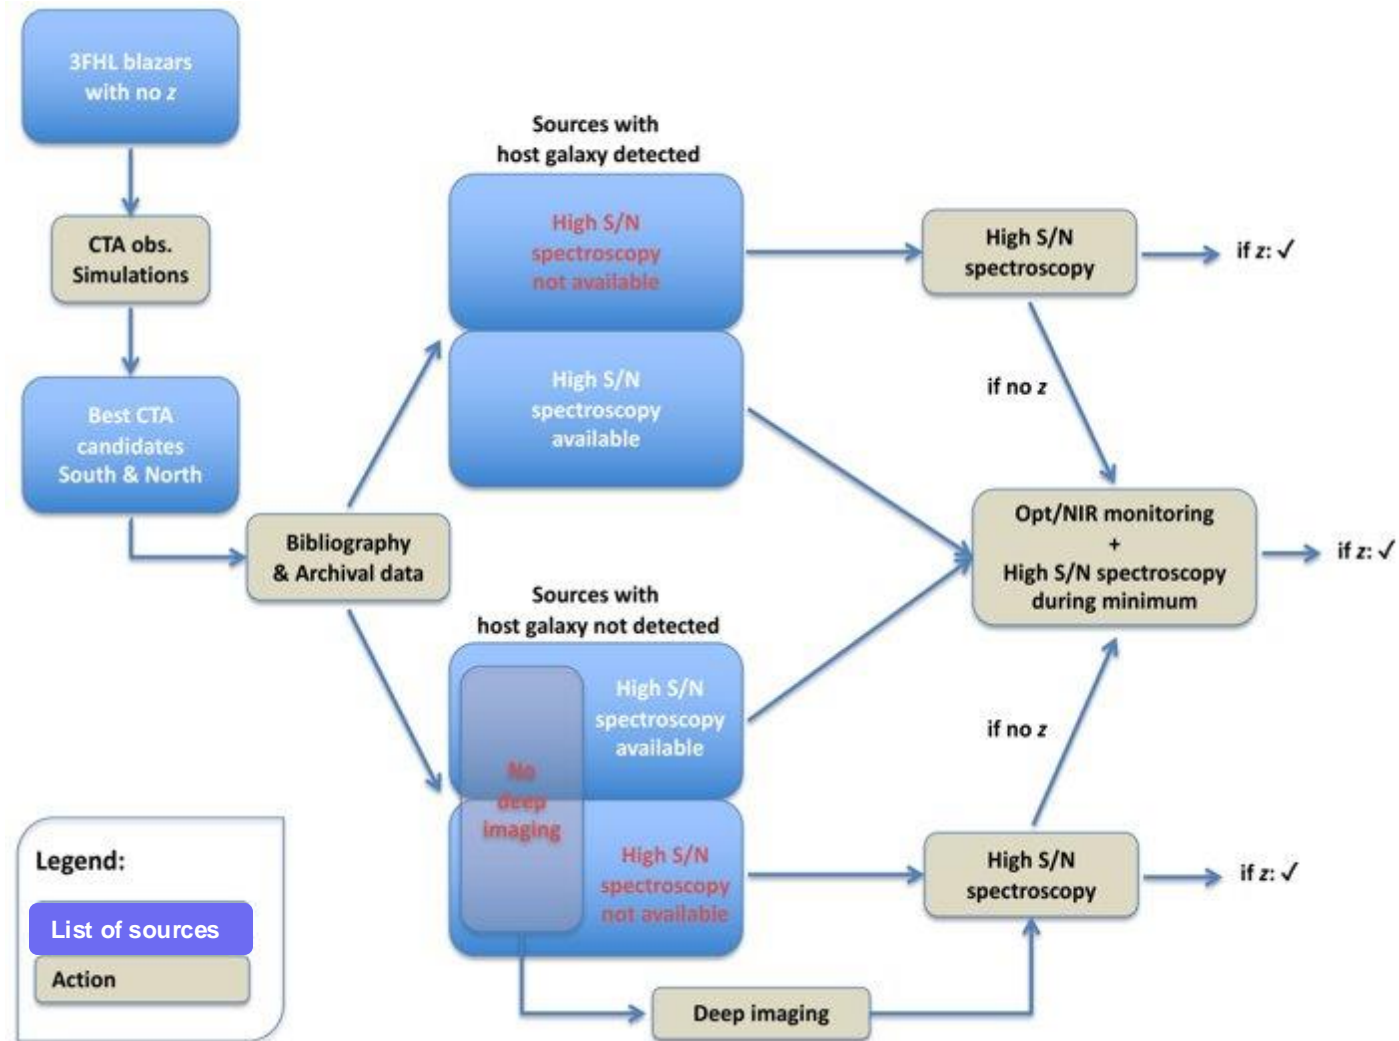 3FHL blazars
with no z
CTA obs.
Simulations
Best CTA
candidates
South & North
Bibliography
& Archival data
Sources with
host galaxy detected
High S/N
spectroscopy
not available
High S/N
spectroscopy
available
Sources with
host galaxy not detected
High S/N
spectroscopy
available
No
deep
imaging
High S/N
spectroscopy
not available
Deep imaging
High S/N
spectroscopy
if z: ✓
if no z
Opt/NIR monitoring
+
High S/N spectroscopy
during minimum
if z: ✓
if no z
High S/N
spectroscopy
if z: ✓
Legend:
List of sources
Action